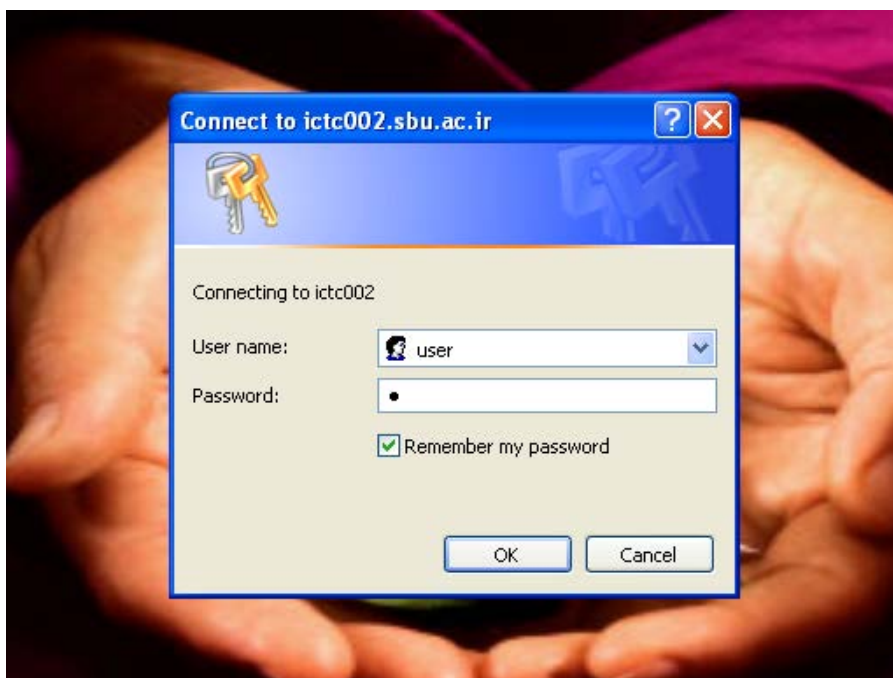 Connect to ictc002.sbu.ac.ir
Connecting to ictc002
User name:
user
Password:
Remember my password
OK
Cancel